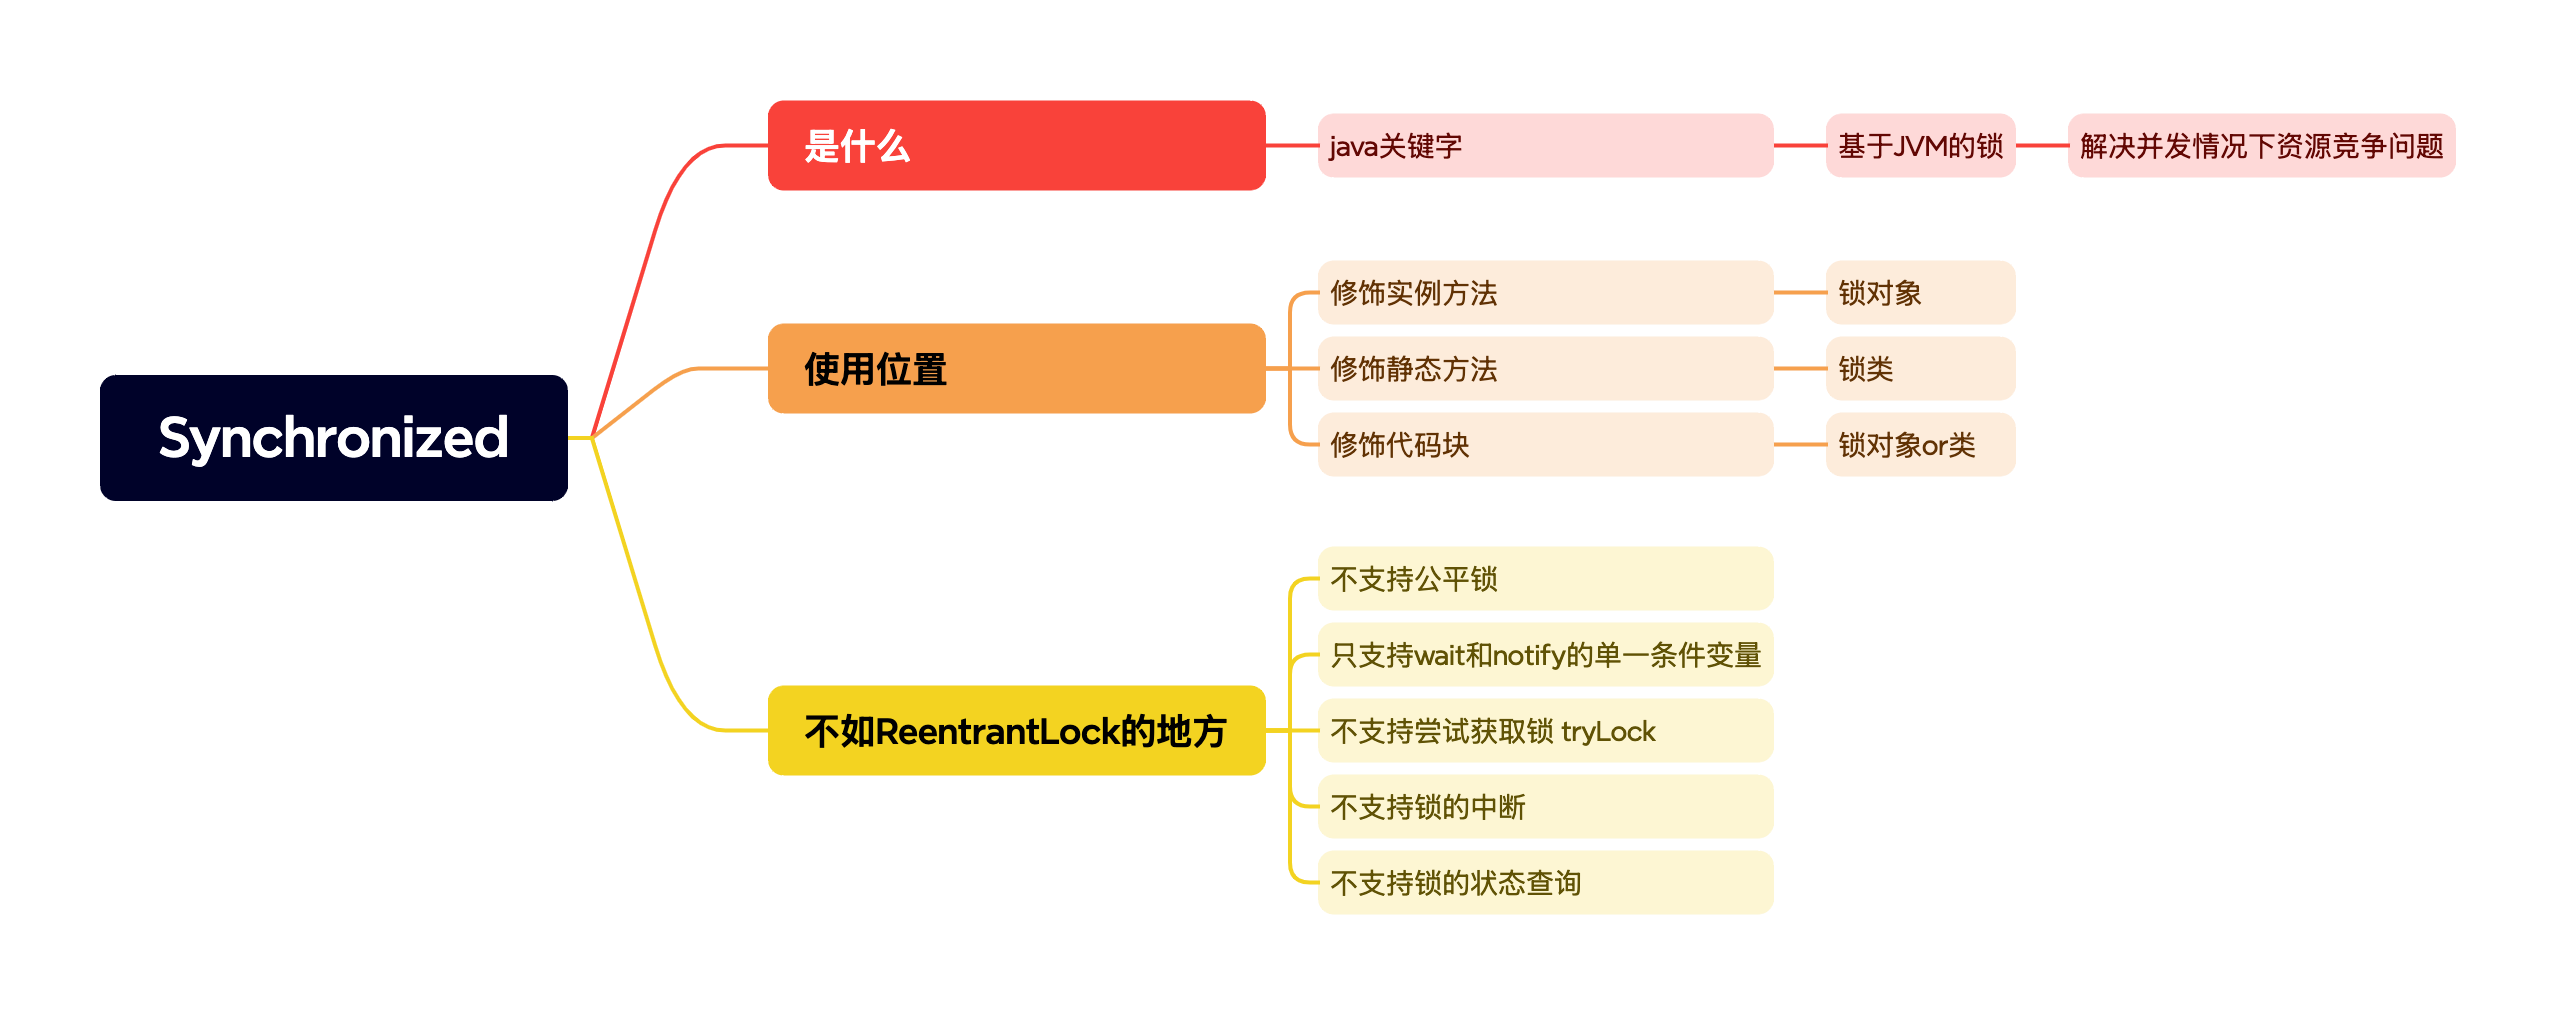 Synchronized
是什么
java关键字
基于JVM的锁
解决并发情况下资源竞争问题
使用位置
修饰实例方法
锁对象
修饰静态方法
锁类
修饰代码块
锁对象or类
不如ReentrantLock的地方
不支持公平锁
只支持wait和notify的单一条件变量
不支持尝试获取锁 tryLock
不支持锁的中断
不支持锁的状态查询